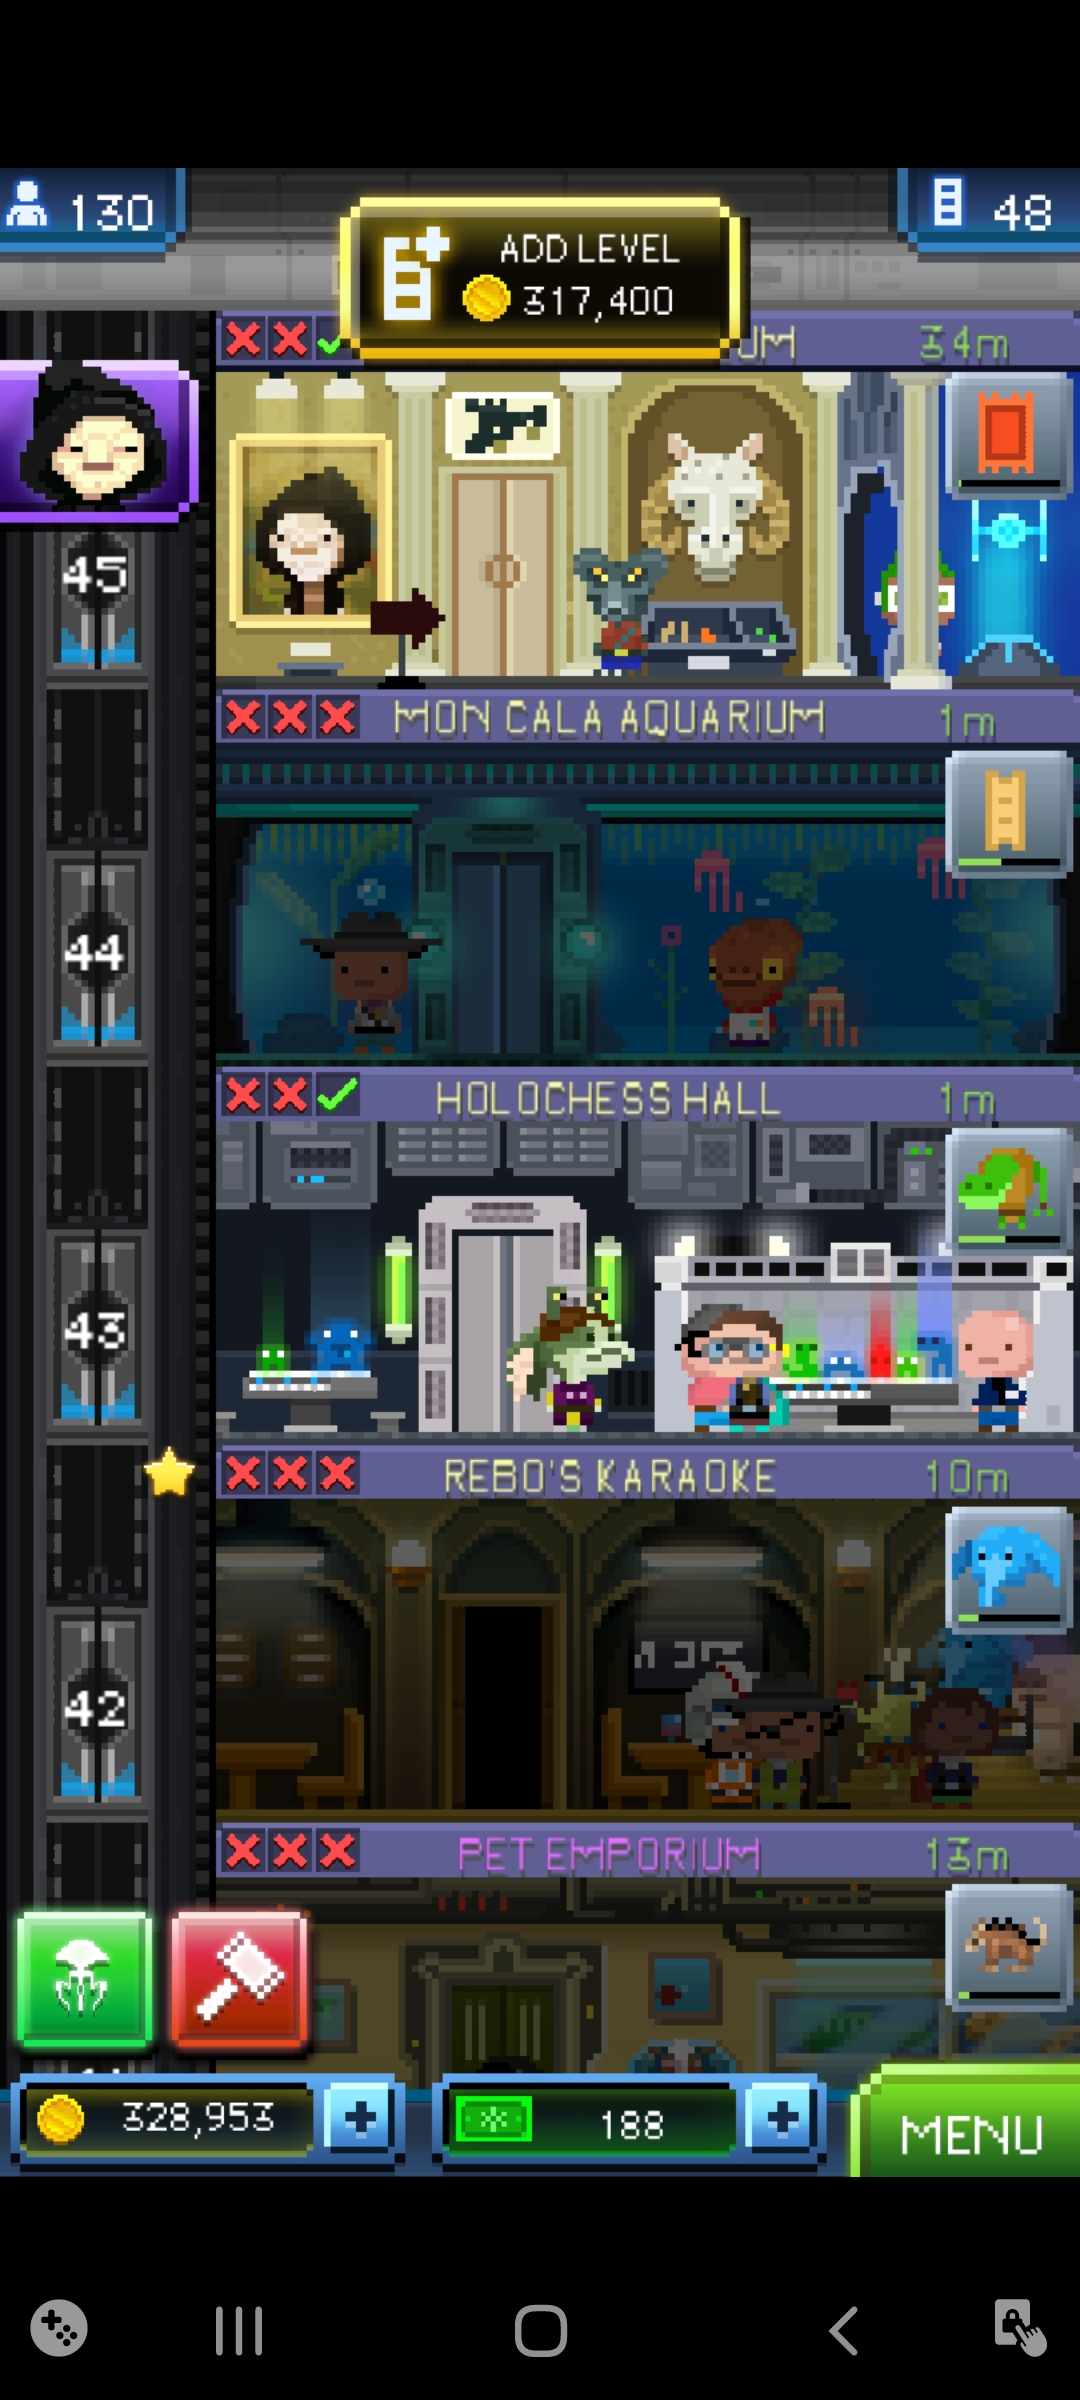 130
48
ADD LEVEL
317,400
UM
34m
45
MON CALA AQUARIUM
1m
44
HOLOCHESS HALL
1m
43
REBO'S KARAOKE
10m
42
PET EMPORIUM
13m
328,953
188
MENU